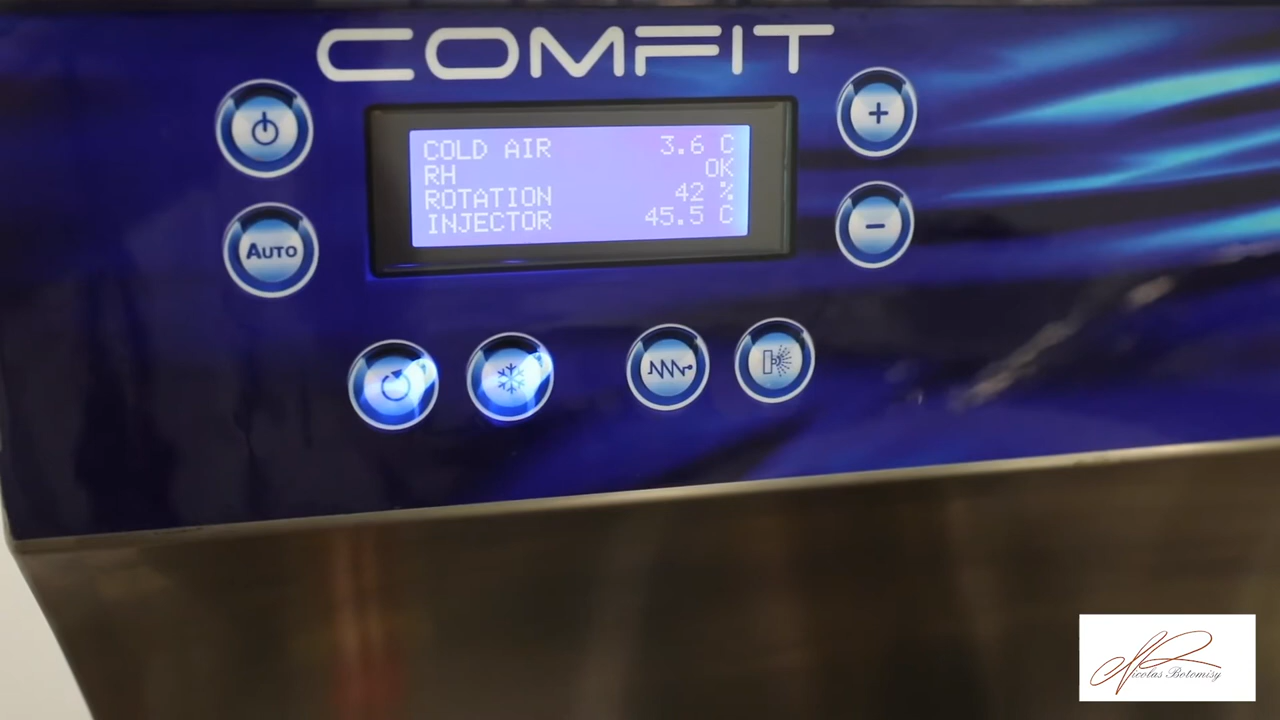 COMFIT
COLD AIR 3.6 C
RH OK
ROTATION 42 %
INJECTOR 45.5 C
AUTO
+
-
Nicolas Botomisy